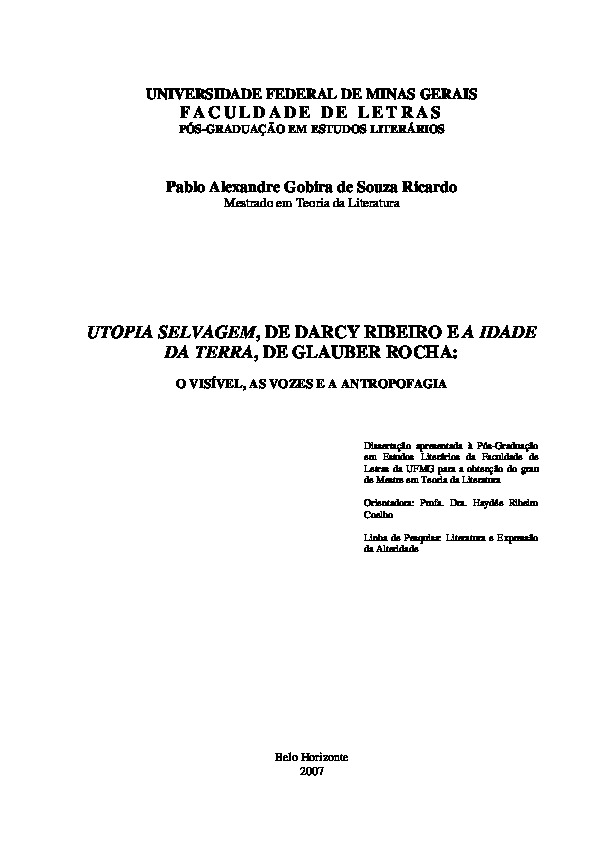 UNIVERSIDADE FEDERAL DE MINAS GERAIS
FACULDADE DE LETRAS
PÓS-GRADUAÇÃO EM ESTUDOS LITERÁRIOS
Pablo Alexandre Gobira de Souza Ricardo
Mestrado em Teoria da Literatura
UTOPIA SELVAGEM, DE DARCY RIBEIRO E A IDADE
DA TERRA, DE GLAUBER ROCHA:
O VISÍVEL, AS VOZES E A ANTROPOFAGIA
Dissertação apresentada à Pós-Graduação
em Estudos Literários da Faculdade de
Letras da UFMG para a obtenção do grau
de Mestre em Teoria da Literatura
Orientadora: Profa. Dra. Haydée Ribeiro
Coelho
Linha de Pesquisa: Literatura e Expressão
da Alteridade
Belo Horizonte
2007